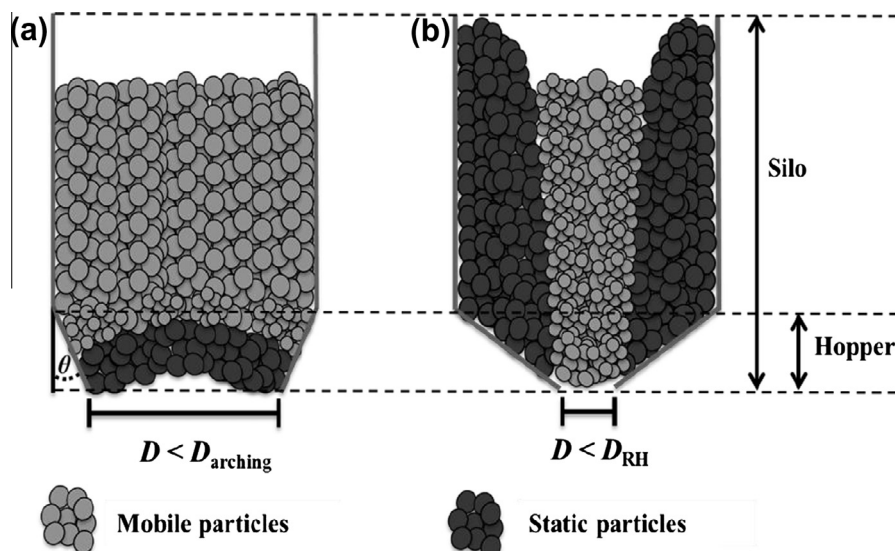 (a)
(b)
Silo
Hopper
θ
D < Darching
D < DRH
Mobile particles
Static particles